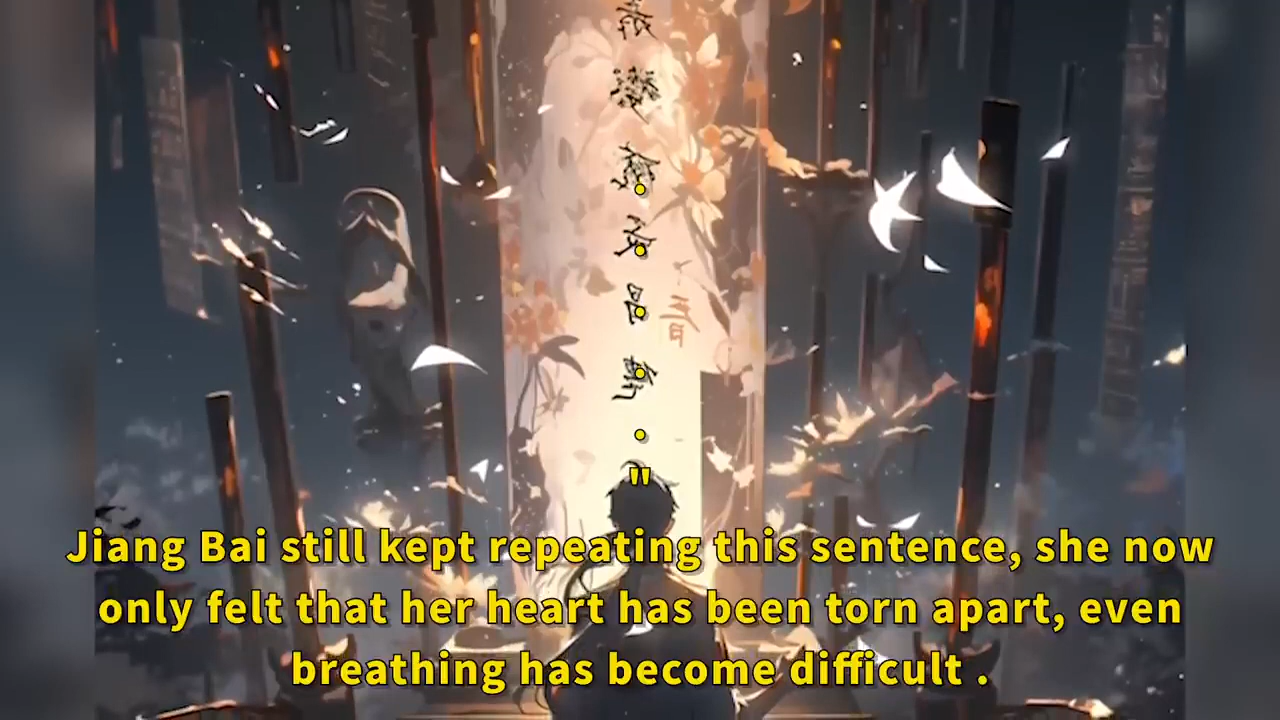 .
.
.
.
.
"
Jiang Bai still kept repeating this sentence, she now
only felt that her heart has been torn apart, even
breathing has become difficult .